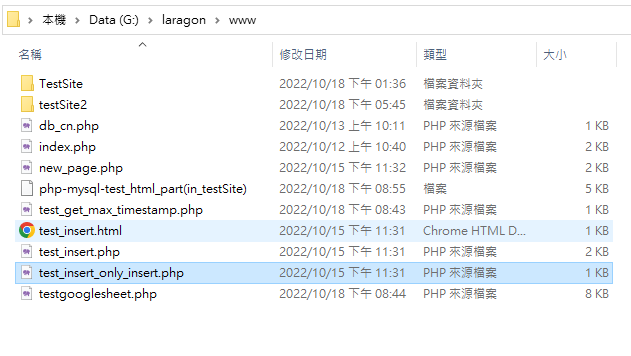 本機 > Data (G:) > laragon > www
名稱 修改日期 類型 大小
TestSite 2022/10/18 下午 01:36 檔案資料夾
testSite2 2022/10/18 下午 05:45 檔案資料夾
db_cn.php 2022/10/13 上午 10:11 PHP 來源檔案 1 KB
index.php 2022/10/12 上午 10:40 PHP 來源檔案 2 KB
new_page.php 2022/10/15 下午 11:32 PHP 來源檔案 2 KB
php-mysql-test_html_part(in_testSite) 2022/10/18 下午 08:55 檔案 5 KB
test_get_max_timestamp.php 2022/10/18 下午 08:43 PHP 來源檔案 1 KB
test_insert.html 2022/10/15 下午 11:31 Chrome HTML D... 1 KB
test_insert.php 2022/10/15 下午 11:31 PHP 來源檔案 2 KB
test_insert_only_insert.php 2022/10/15 下午 11:31 PHP 來源檔案 1 KB
testgooglesheet.php 2022/10/18 下午 08:44 PHP 來源檔案 8 KB